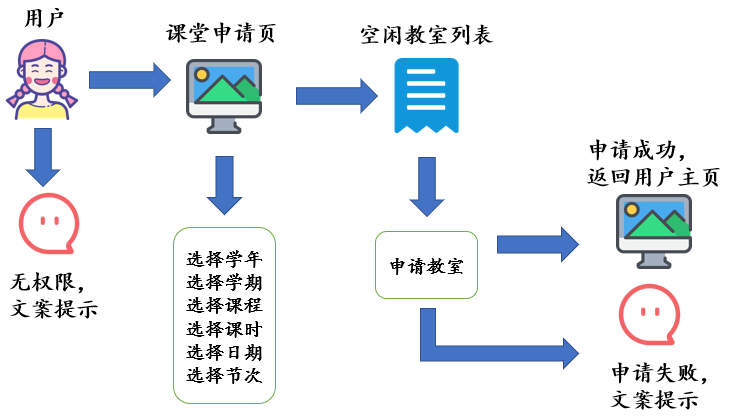 用户
课堂申请页
空闲教室列表
无权限，
文案提示
选择学年
选择学期
选择课程
选择课时
选择日期
选择节次
申请教室
申请成功，
返回用户主页
申请失败，
文案提示